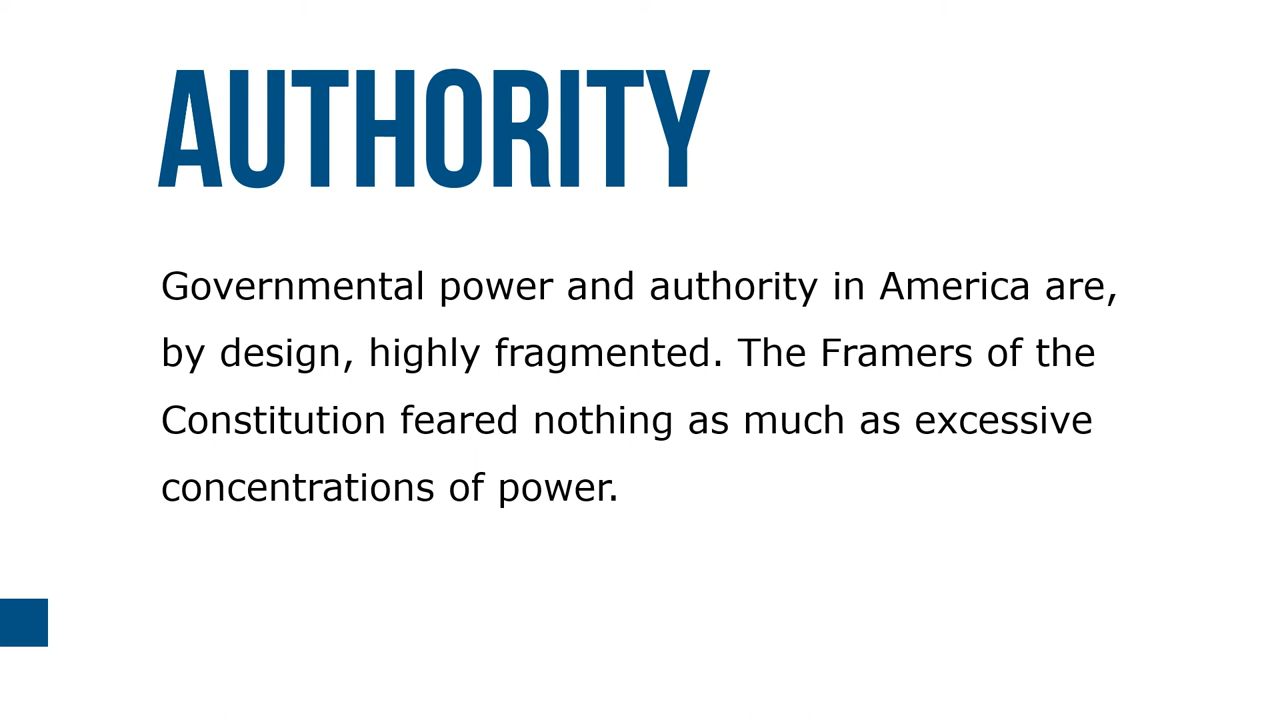 AUTHORITY
Governmental power and authority in America are,
by design, highly fragmented. The Framers of the
Constitution feared nothing as much as excessive
concentrations of power.